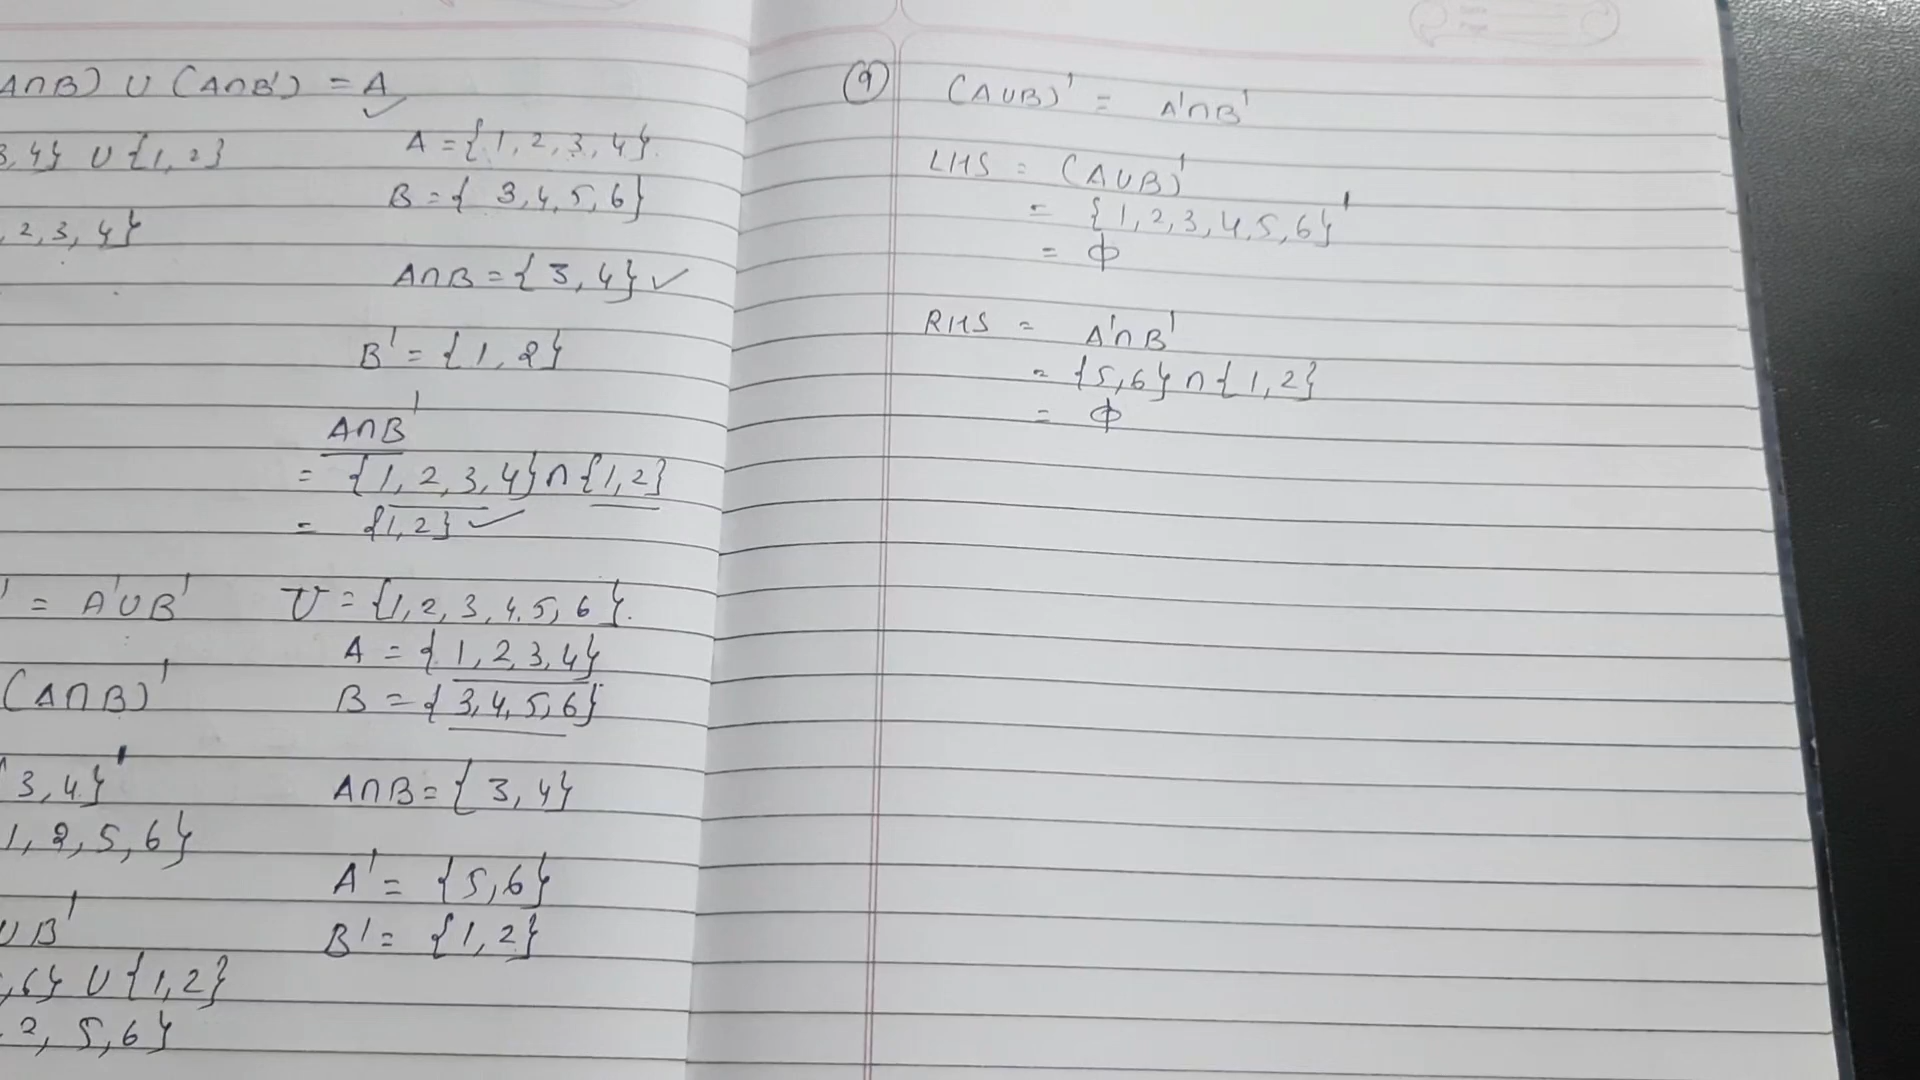 A∩B) ∪ (A∩B') = A
3, 4} ∪ {1, 2}
, 2, 3, 4}
A = {1, 2, 3, 4}.
B = { 3, 4, 5, 6}
A∩B = { 3, 4} ✓
B' = {1, 2}
A∩B'
= {1, 2, 3, 4} ∩ {1, 2}
= {1, 2} ✓
' = A'∪B'
U = {1, 2, 3, 4, 5, 6}.
A = {1, 2, 3, 4}
B = {3, 4, 5, 6}
(A∩B)'
3, 4}'
1, 2, 5, 6}
A∩B = {3, 4}
A' = {5, 6}
B' = {1, 2}
∪B'
, 6} ∪ {1, 2}
2, 5, 6}
(A∪B)' = A'∩B'
LHS = (A∪B)'
= {1, 2, 3, 4, 5, 6}'
= ϕ
RHS = A'∩B'
= {5, 6} ∩ {1, 2}
= ϕ